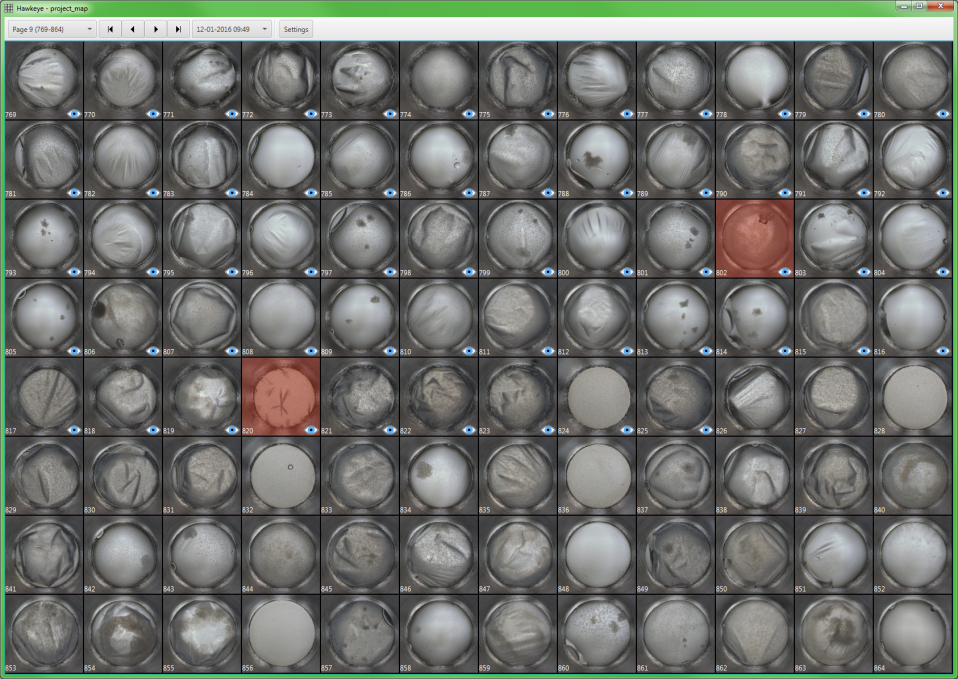 Hawkeye - project_map
Page 9 (769-864) 12-01-2016 09:49 Settings
769 770 771 772 773 774 775 776 777 778 779 780
781 782 783 784 785 786 787 788 789 790 791 792
793 794 795 796 797 798 799 800 801 802 803 804
805 806 807 808 809 810 811 812 813 814 815 816
817 818 819 820 821 822 823 824 825 826 827 828
829 830 831 832 833 834 835 836 837 838 839 840
841 842 843 844 845 846 847 848 849 850 851 852
853 854 855 856 857 858 859 860 861 862 863 864